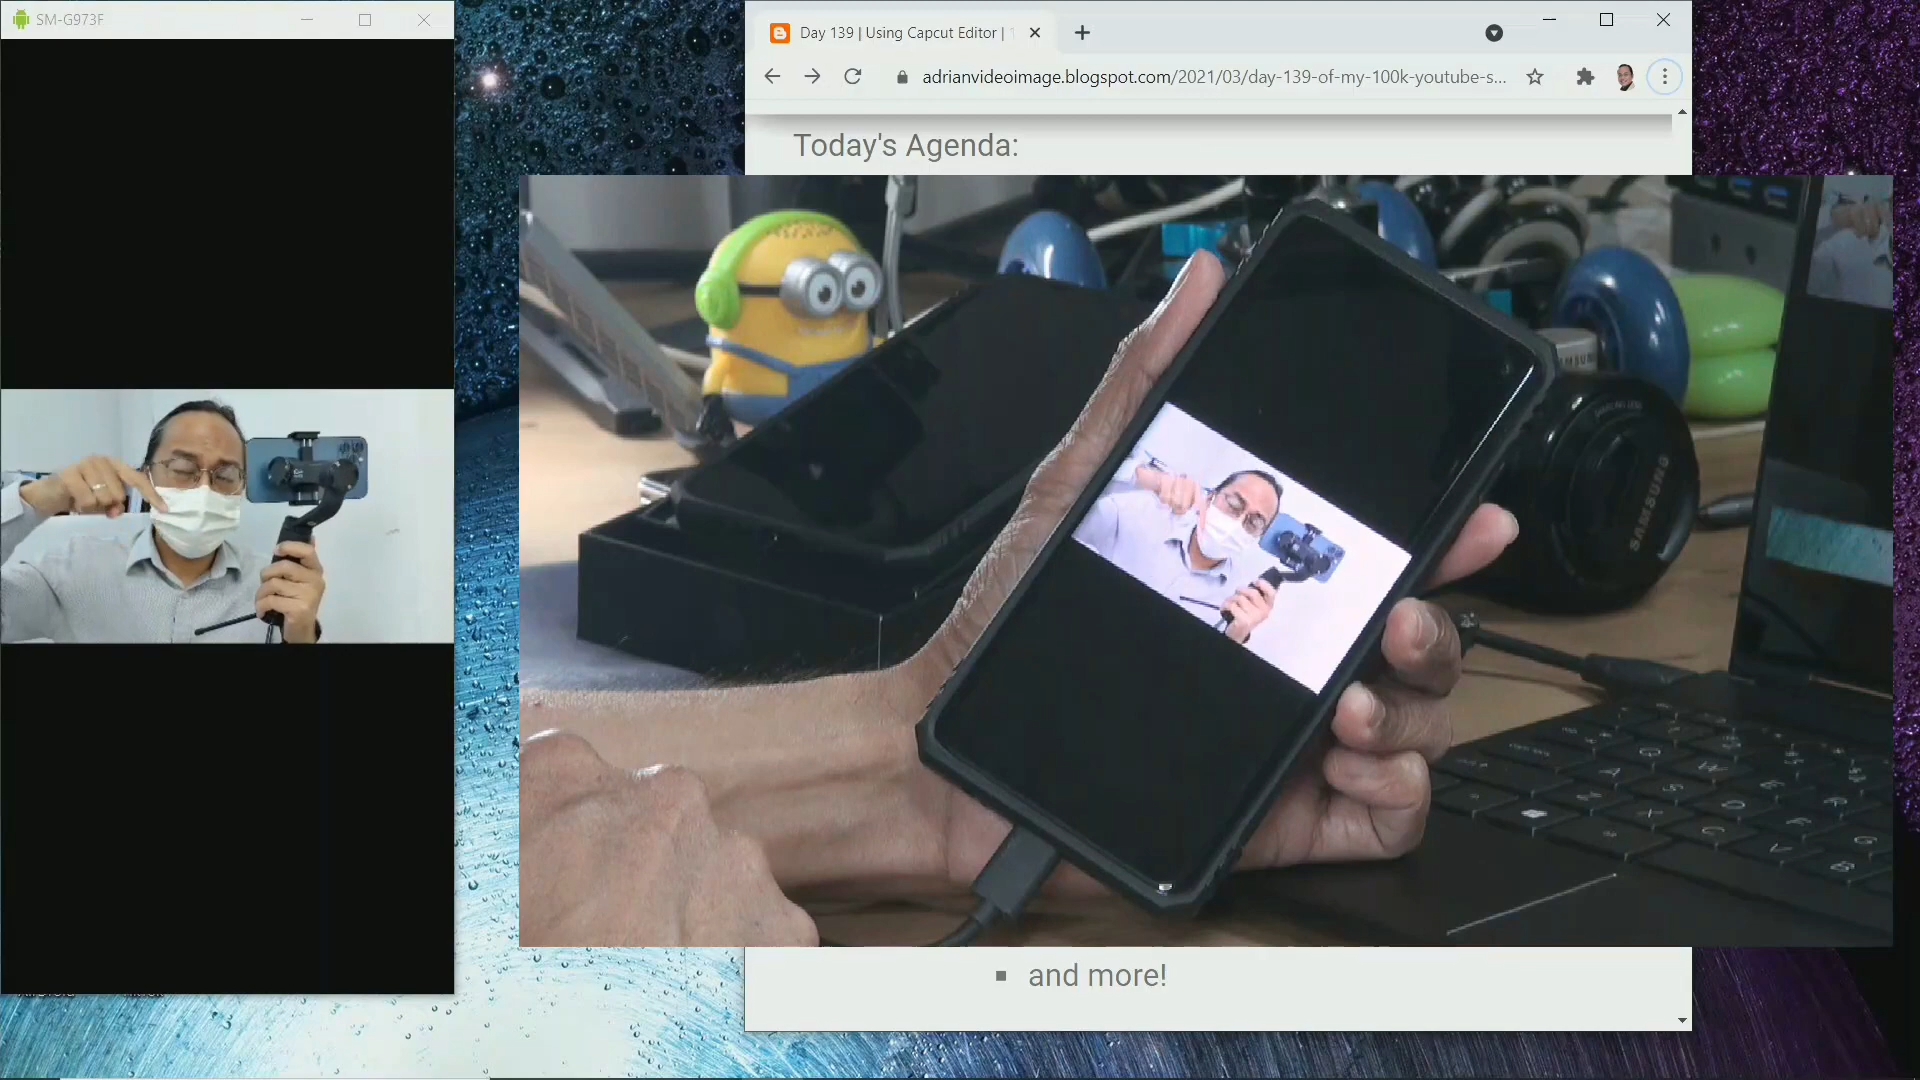 SM-G973F
Day 139 | Using Capcut Editor |
adrianvideoimage.blogspot.com/2021/03/day-139-of-my-100k-youtube-s...
Today's Agenda:
SAMSUNG
SAMSUNG
and more!